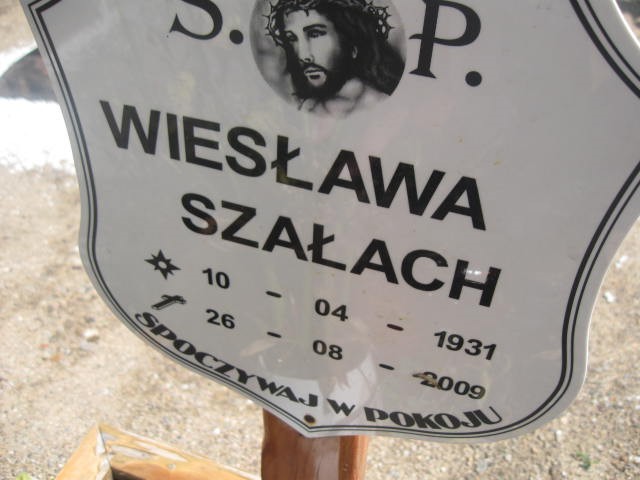 S. P.
WIESŁAWA
SZAŁACH
10 - 04 - 1931
26 - 08 - 2009
SPOCZYWAJ W POKOJU